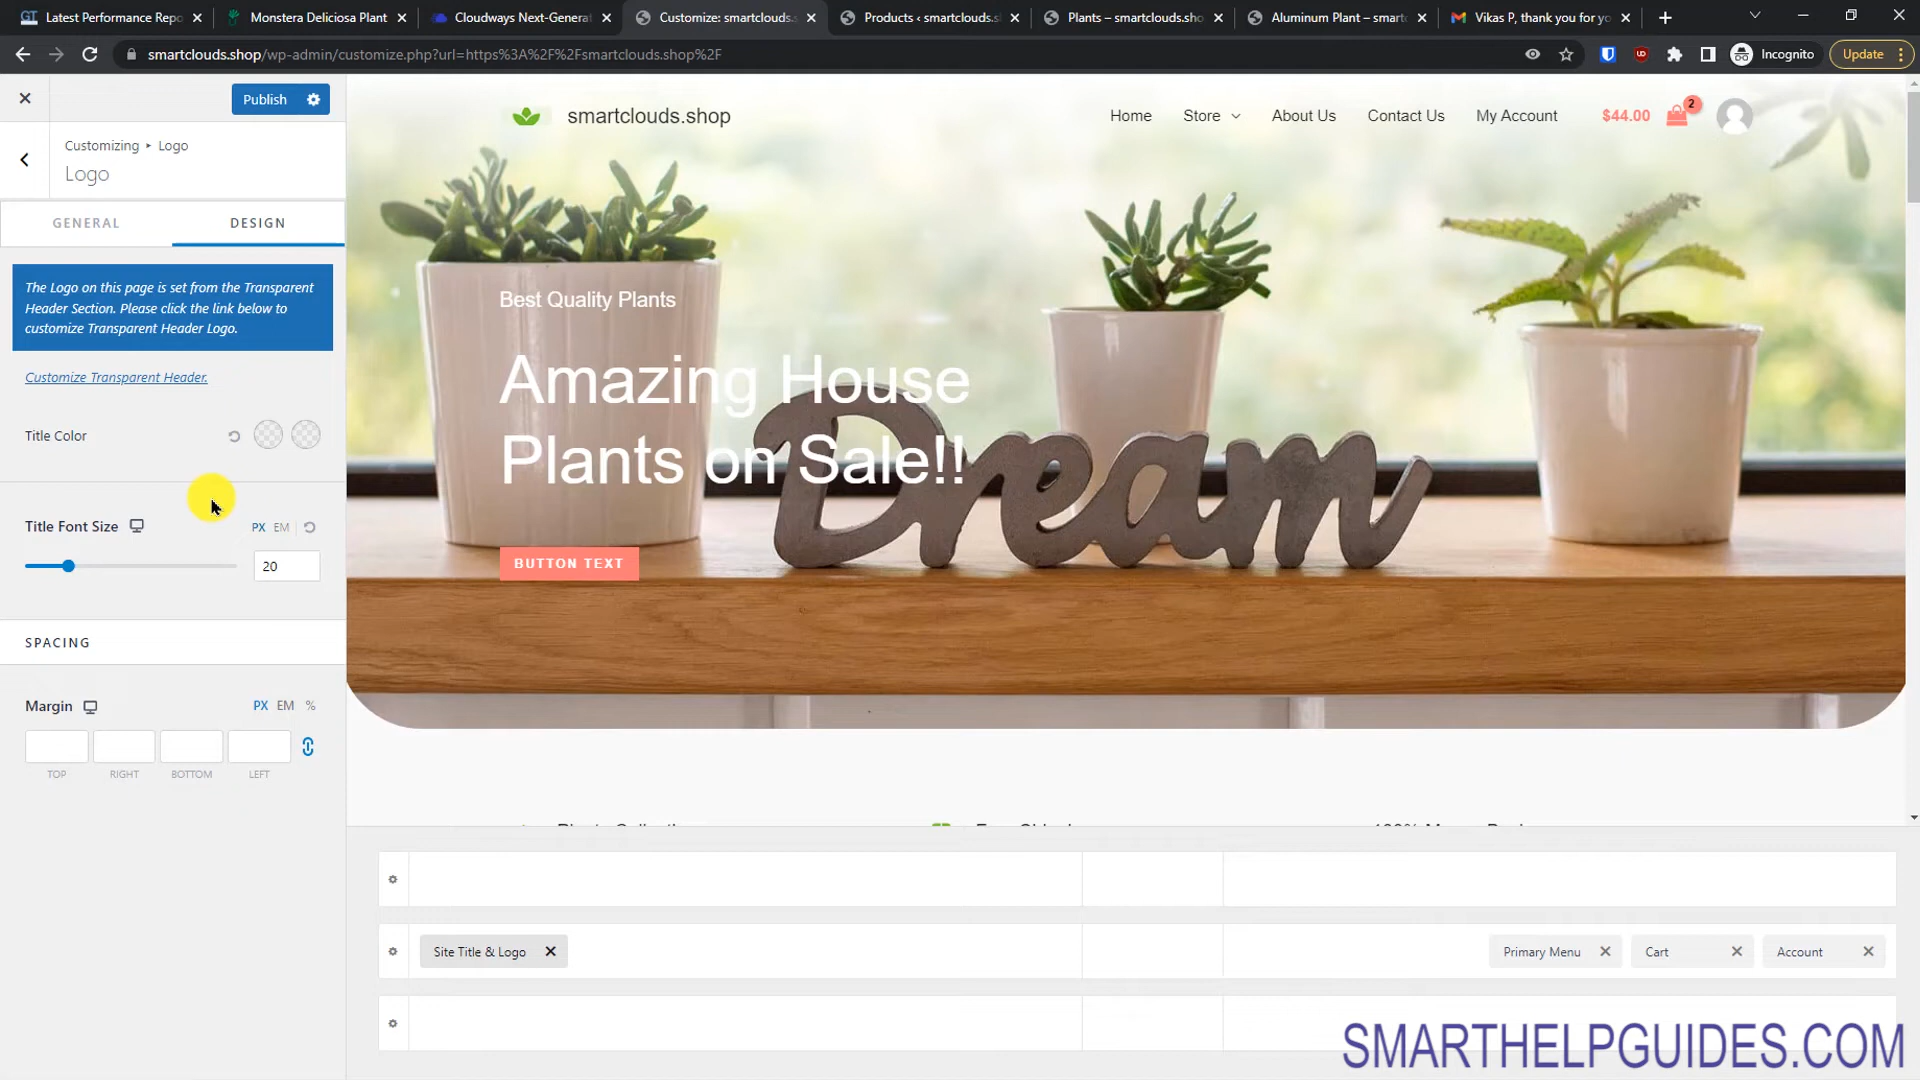 Latest Performance Repo
Monstera Deliciosa Plant
Cloudways Next-Generat
Customize: smartclouds.
Products ‹ smartclouds.s
Plants – smartclouds.sho
Aluminum Plant – smart
Vikas P, thank you for yo
smartclouds.shop/wp-admin/customize.php?url=https%3A%2F%2Fsmartclouds.shop%2F
Incognito
Update
Publish
Customizing ▸ Logo
Logo
GENERAL
DESIGN
The Logo on this page is set from the Transparent
Header Section. Please click the link below to
customize Transparent Header Logo.
Customize Transparent Header.
Title Color
Title Font Size
PX EM
20
SPACING
Margin
PX EM %
TOP RIGHT BOTTOM LEFT
smartclouds.shop
Home Store About Us Contact Us My Account $44.00 2
Best Quality Plants
Amazing House
Plants on Sale!!
Dream
BUTTON TEXT
Site Title & Logo
Primary Menu
Cart
Account
SMARTHELPGUIDES.COM